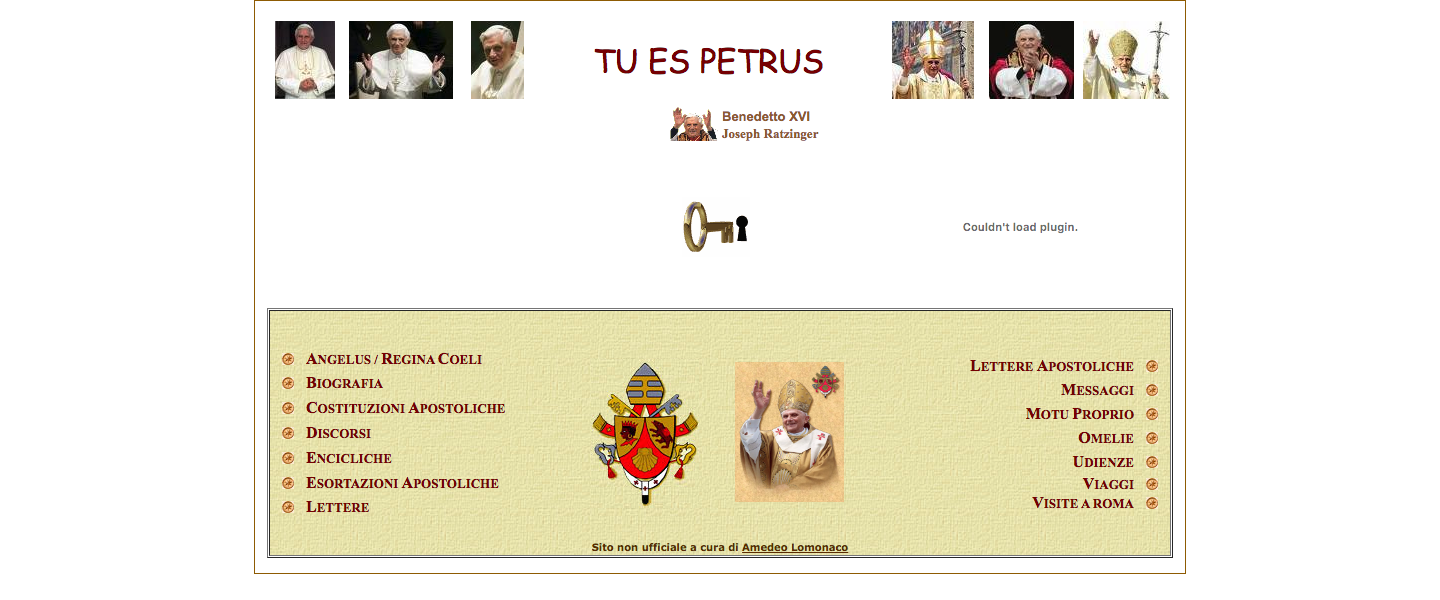 TU ES PETRUS
Benedetto XVI
Joseph Ratzinger
Couldn't load plugin.
ANGELUS / REGINA COELI
BIOGRAFIA
COSTITUZIONI APOSTOLICHE
DISCORSI
ENCICLICHE
ESORTAZIONI APOSTOLICHE
LETTERE
LETTERE APOSTOLICHE
MESSAGGI
MOTU PROPRIO
OMELIE
UDIENZE
VIAGGI
VISITE A ROMA
Sito non ufficiale a cura di Amedeo Lomonaco